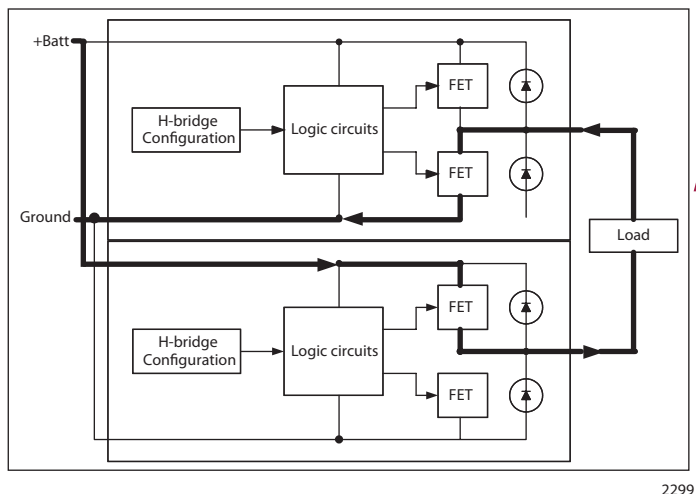 +Batt
FET
H-bridge
Configuration
Logic circuits
FET
Ground
Load
FET
H-bridge
Configuration
Logic circuits
FET
2299